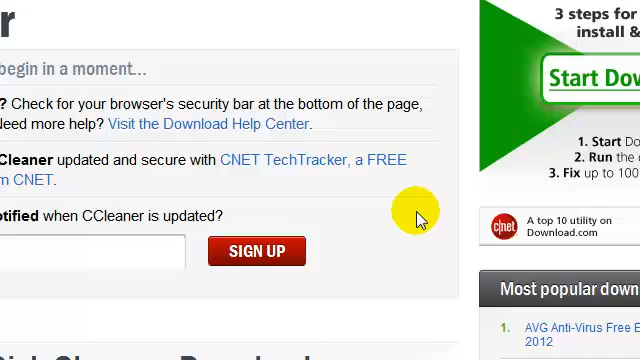 r
begin in a moment...
? Check for your browser's security bar at the bottom of the page,
Need more help? Visit the Download Help Center.
Cleaner updated and secure with CNET TechTracker, a FREE
m CNET.
otified when CCleaner is updated?
SIGN UP
3 steps for
install &
Start Dow
1. Start Do
2. Run the
3. Fix up to 100
c|net
A top 10 utility on
Download.com
Most popular down
1. AVG Anti-Virus Free E
2012